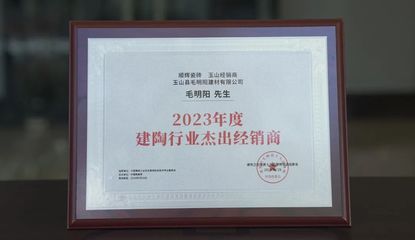 顺辉瓷砖 玉山经销商
玉山县毛明阳建材有限公司
毛明阳 先生
2023年度
建陶行业杰出经销商